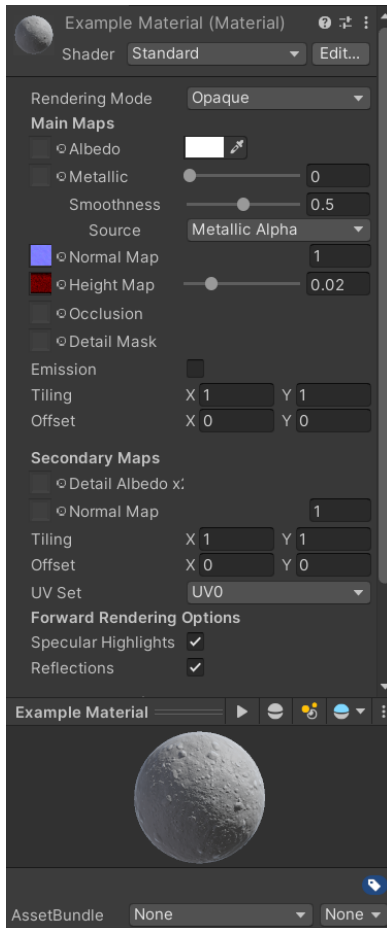 Example Material (Material)
Shader Standard Edit...
Rendering Mode Opaque
Main Maps
Albedo
Metallic 0
Smoothness 0.5
Source Metallic Alpha
Normal Map 1
Height Map 0.02
Occlusion
Detail Mask
Emission
Tiling X 1 Y 1
Offset X 0 Y 0
Secondary Maps
Detail Albedo x:
Normal Map 1
Tiling X 1 Y 1
Offset X 0 Y 0
UV Set UV0
Forward Rendering Options
Specular Highlights
Reflections
Example Material
AssetBundle None None